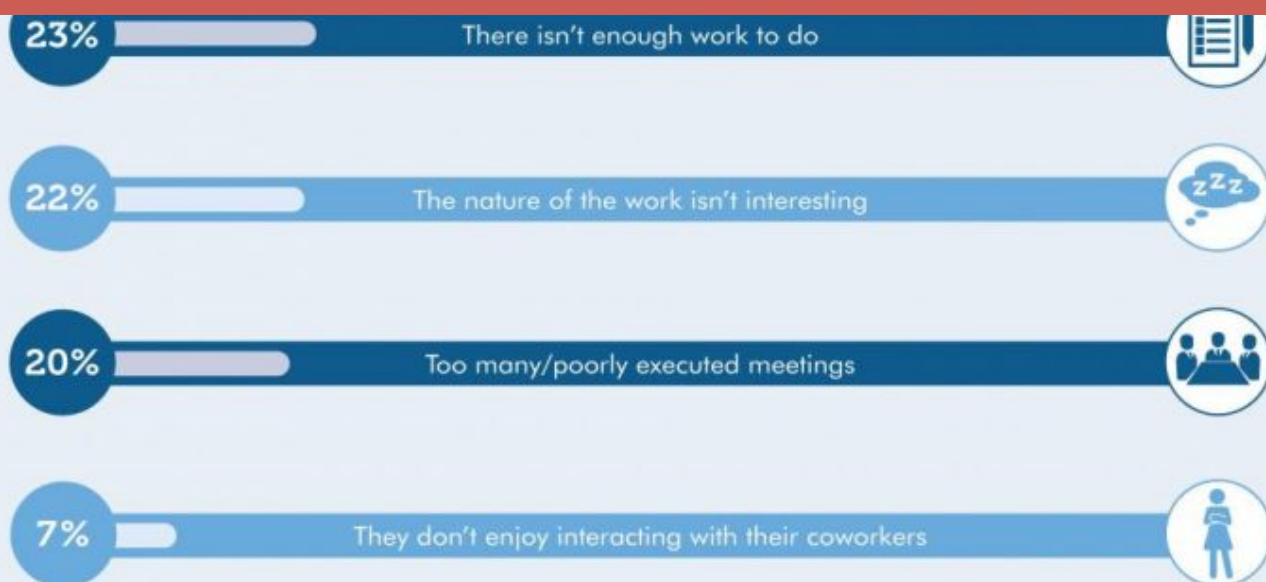 23%
There isn't enough work to do
22%
The nature of the work isn't interesting
zzz
20%
Too many/poorly executed meetings
7%
They don't enjoy interacting with their coworkers